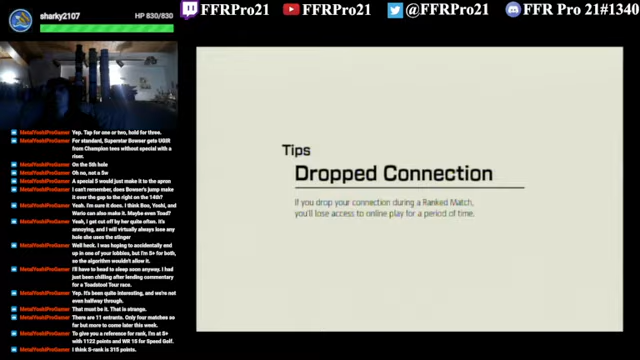 sharky2107
HP 830/830
FFRPro21
FFRPro21
FFRPro21
FFR Pro 21#1340
MetalYoshiProGamer Yep. Tap for one or two, hold for three.
MetalYoshiProGamer For standard, Superstar Bowser gets U0JR
from Champion tees without special with a
riser.
MetalYoshiProGamer On the 5th hole
MetalYoshiProGamer Oh no, not a 5w
MetalYoshiProGamer A special 5 would just make it to the apron
MetalYoshiProGamer I can't remember, does Bowser's jump make
it over the gap to the right on the 14th?
MetalYoshiProGamer Yeah. I'm sure it does. I think Boo, Yoshi, and
Wario can also make it. Maybe even Toad?
MetalYoshiProGamer Yeah, I get cut off by her quite often. It's
annoying, and I will virtually always lose any
hole she uses the stinger
MetalYoshiProGamer Well heck. I was hoping to accidentally end
up in one of your lobbies, but I'm S+ for both,
so the algorithm wouldn't allow it.
MetalYoshiProGamer I'll have to head to sleep soon anyway. I had
just been chilling after lending commentary
for a Toadstool Tour race.
MetalYoshiProGamer Yep. It's been quite interesting, and we're not
even halfway through.
MetalYoshiProGamer That must be it. That is strange.
MetalYoshiProGamer There are 11 entrants. Only four matches so
far but more to come later this week.
MetalYoshiProGamer To give you a reference for rank, I'm at S+
with 1122 points and WR 15 for Speed Golf.
MetalYoshiProGamer I think S-rank is 315 points.
Tips
Dropped Connection
If you drop your connection during a Ranked Match,
you'll lose access to online play for a period of time.